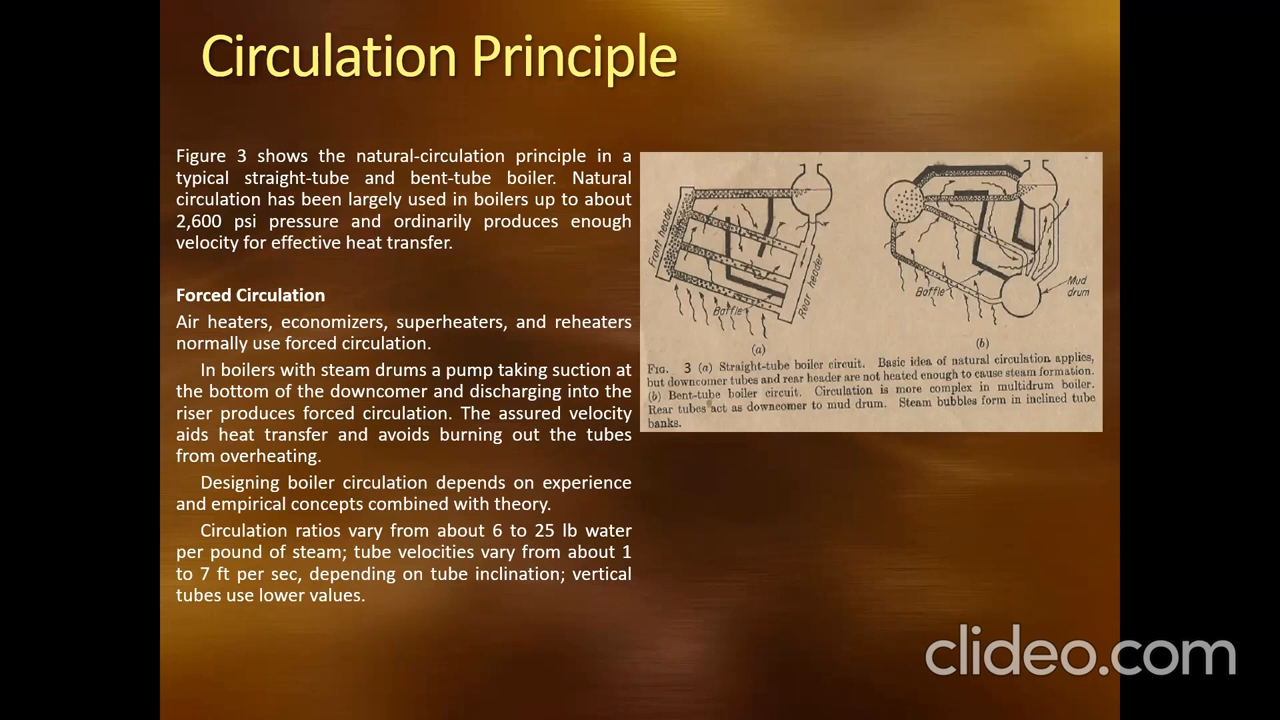 Circulation Principle
Figure 3 shows the natural-circulation principle in a
typical straight-tube and bent-tube boiler. Natural
circulation has been largely used in boilers up to about
2,600 psi pressure and ordinarily produces enough
velocity for effective heat transfer.
Forced Circulation
Air heaters, economizers, superheaters, and reheaters
normally use forced circulation.
In boilers with steam drums a pump taking suction at
the bottom of the downcomer and discharging into the
riser produces forced circulation. The assured velocity
aids heat transfer and avoids burning out the tubes
from overheating.
Designing boiler circulation depends on experience
and empirical concepts combined with theory.
Circulation ratios vary from about 6 to 25 lb water
per pound of steam; tube velocities vary from about 1
to 7 ft per sec, depending on tube inclination; vertical
tubes use lower values.
Front header
Baffle
Rear header
(a)
Baffle
Mud
drum
(b)
FIG. 3 (a) Straight-tube boiler circuit. Basic idea of natural circulation applies,
but downcomer tubes and rear header are not heated enough to cause steam formation.
(b) Bent-tube boiler circuit. Circulation is more complex in multidrum boiler.
Rear tubes act as downcomer to mud drum. Steam bubbles form in inclined tube
banks.
clideo.com